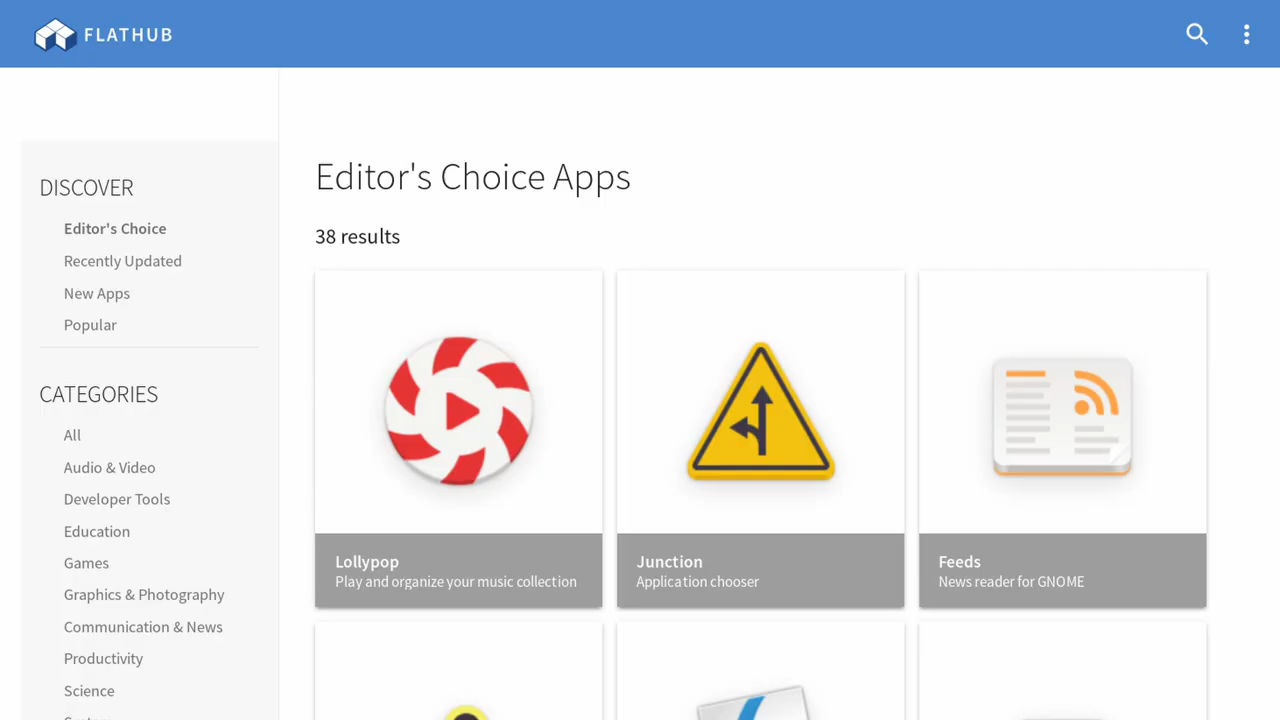 FLATHUB
DISCOVER
Editor's Choice
Recently Updated
New Apps
Popular
CATEGORIES
All
Audio & Video
Developer Tools
Education
Games
Graphics & Photography
Communication & News
Productivity
Science
Editor's Choice Apps
38 results
Lollypop
Play and organize your music collection
Junction
Application chooser
Feeds
News reader for GNOME